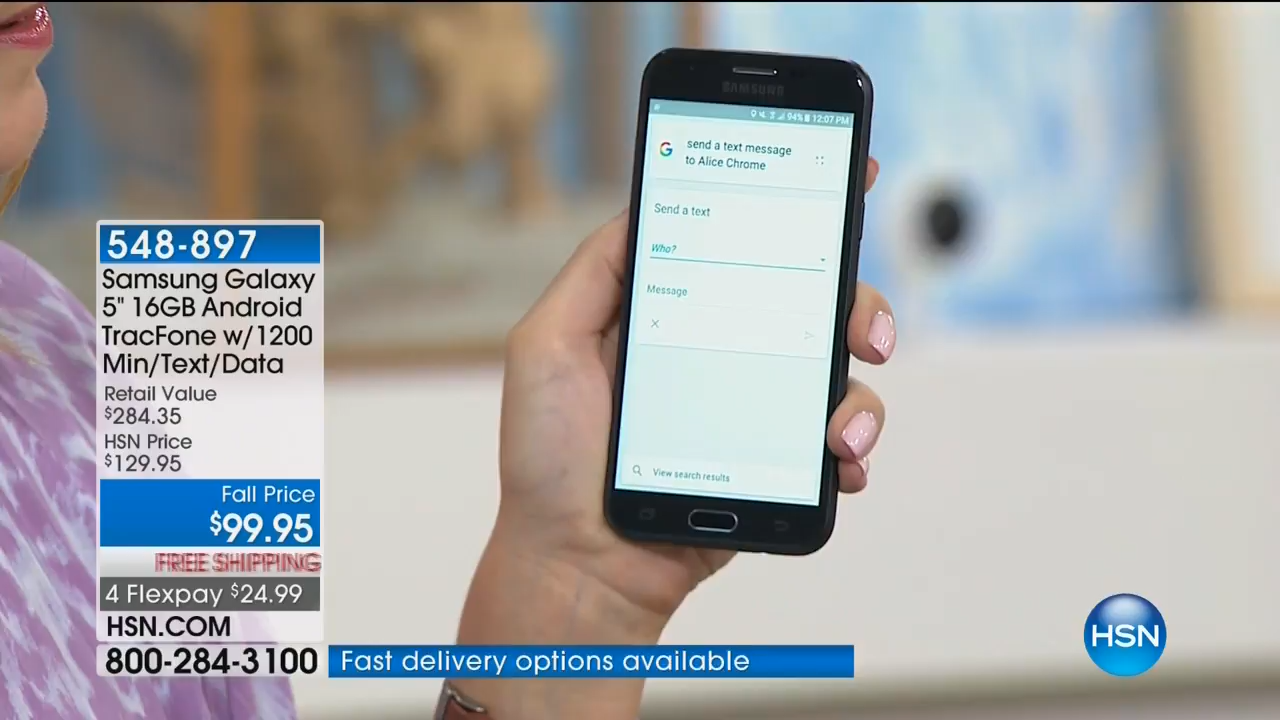 548-897
Samsung Galaxy
5" 16GB Android
TracFone w/1200
Min/Text/Data
Retail Value
$284.35
HSN Price
$129.95
Fall Price
$99.95
FREE SHIPPING
4 Flexpay $24.99
HSN.COM
800-284-3100
Fast delivery options available
SAMSUNG
94% 12:07 PM
G
send a text message
to Alice Chrome
Send a text
Who?
Message
View search results
HSN